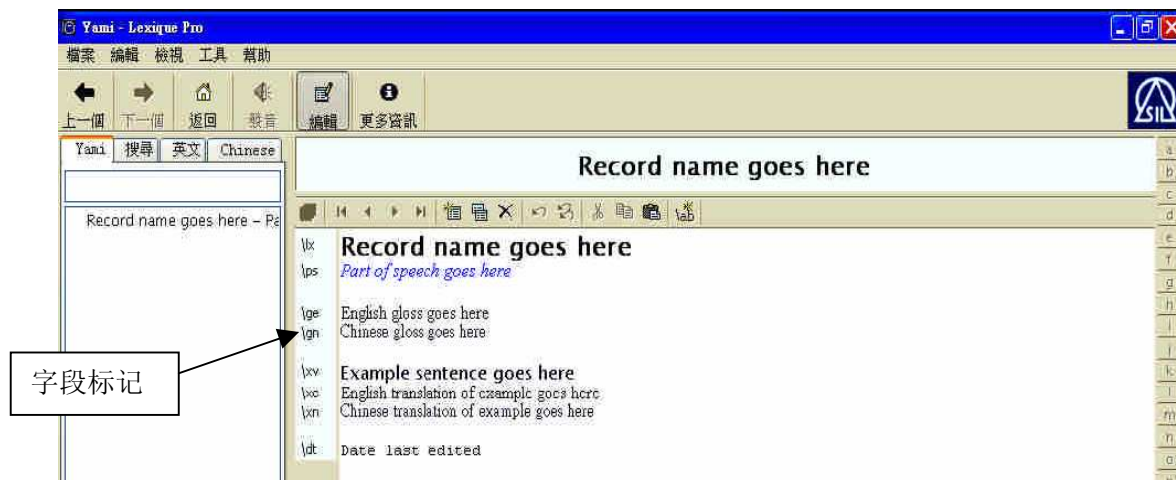 Yami - Lexique Pro
檔案 編輯 檢視 工具 幫助
上一個 下一個 返回 發音 編輯 更多資訊
SIL
Yami 搜尋 英文 Chinese
Record name goes here
Record name goes here – Pa
\lx Record name goes here
\ps Part of speech goes here
\ge English gloss goes here
\gn Chinese gloss goes here
字段标记
\xv Example sentence goes here
\xe English translation of example goes here
\xn Chinese translation of example goes here
\dt Date last edited
a
b
c
d
e
f
g
h
i
j
k
l
m
n
o